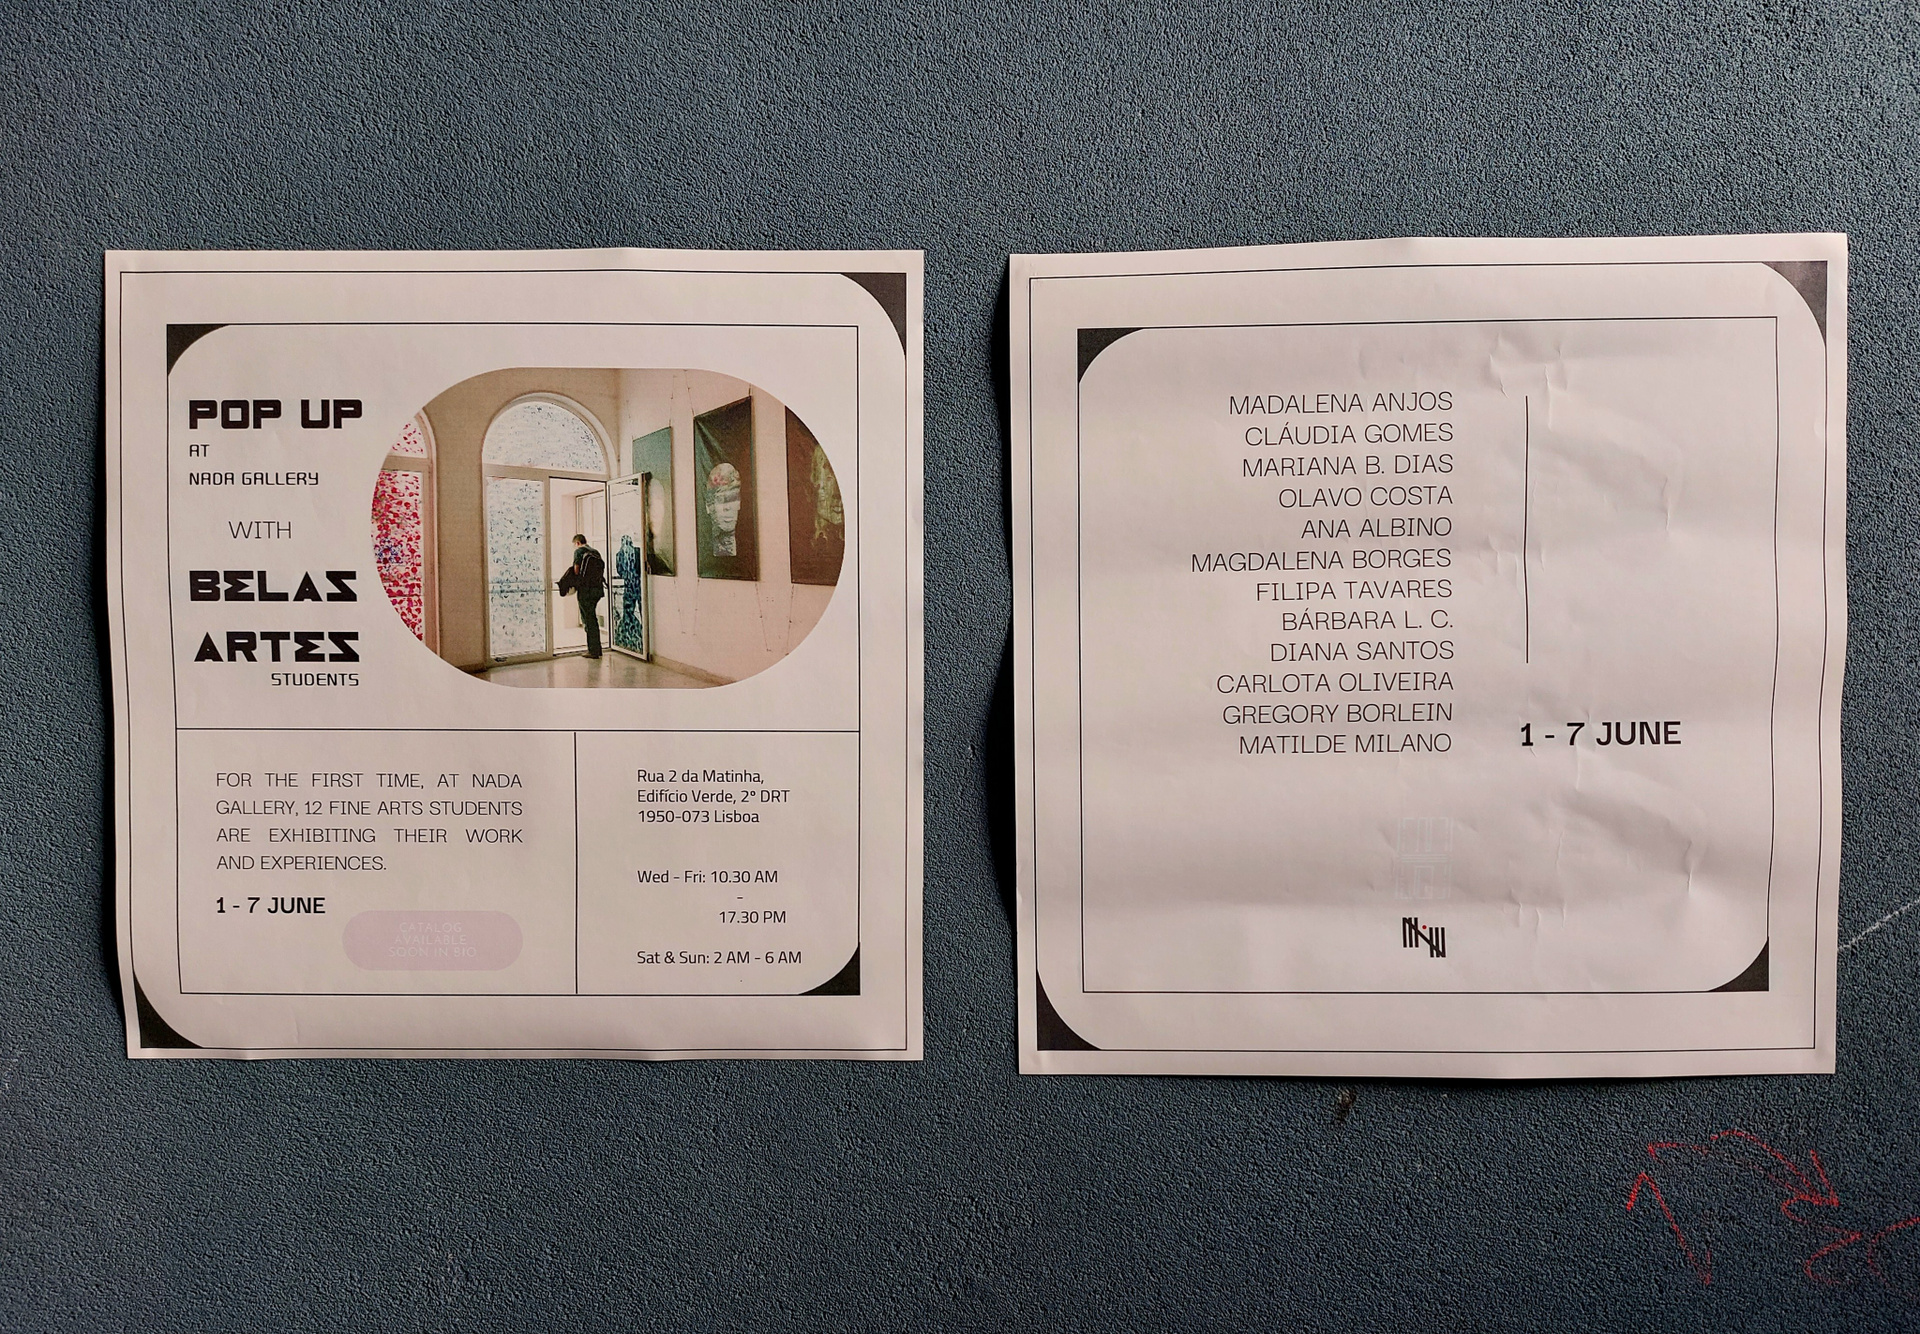 POP UP
AT
NADA GALLERY
WITH
BELAS
ARTES
STUDENTS
FOR THE FIRST TIME, AT NADA
GALLERY, 12 FINE ARTS STUDENTS
ARE EXHIBITING THEIR WORK
AND EXPERIENCES.
1 - 7 JUNE
CATALOG
AVAILABLE
SOON IN BIO
Rua 2 da Matinha,
Edifício Verde, 2º DRT
1950-073 Lisboa
Wed - Fri: 10.30 AM
-
17.30 PM
Sat & Sun: 2 AM - 6 AM
MADALENA ANJOS
CLÁUDIA GOMES
MARIANA B. DIAS
OLAVO COSTA
ANA ALBINO
MAGDALENA BORGES
FILIPA TAVARES
BÁRBARA L. C.
DIANA SANTOS
CARLOTA OLIVEIRA
GREGORY BORLEIN
MATILDE MILANO
1 - 7 JUNE